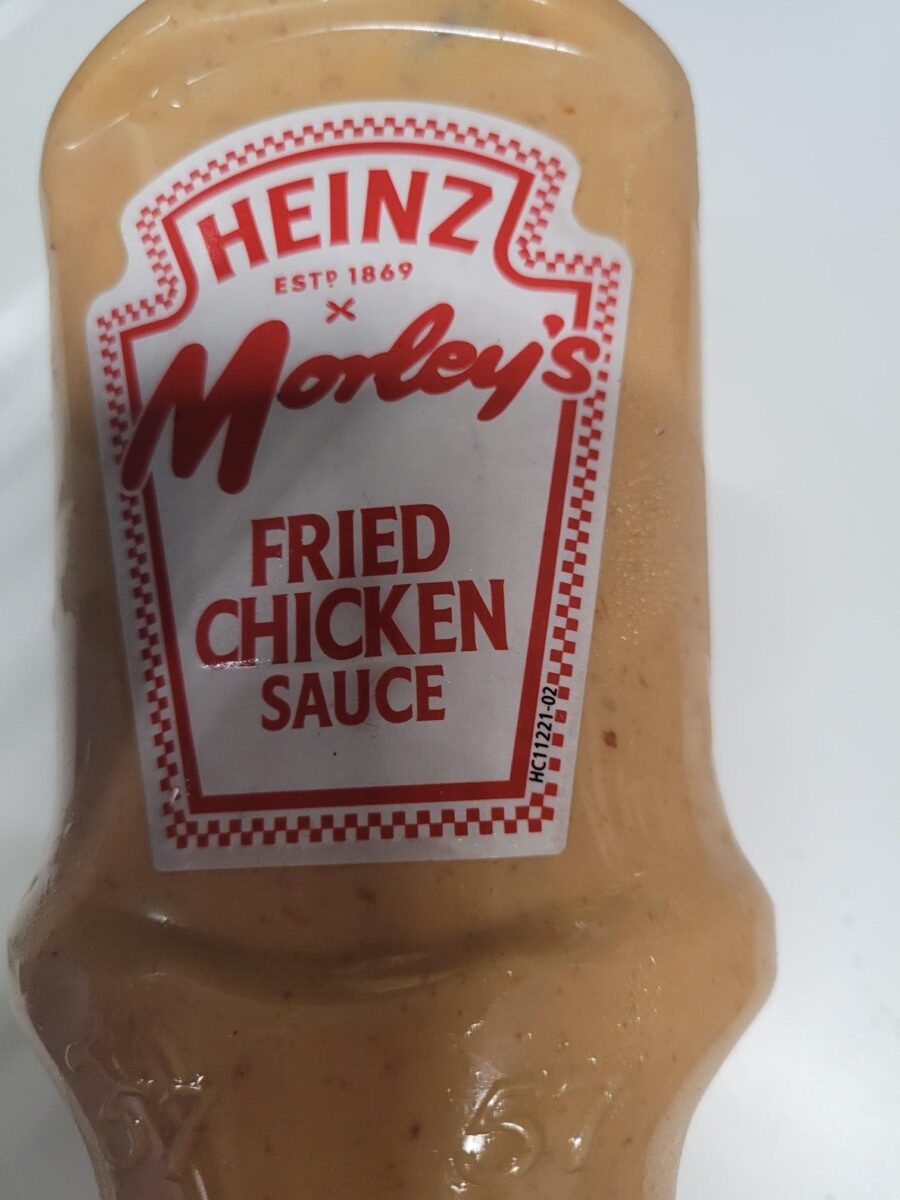 HEINZ
ESTD 1869
x
Morley's
FRIED
CHICKEN
SAUCE
HC11221-02
57
57